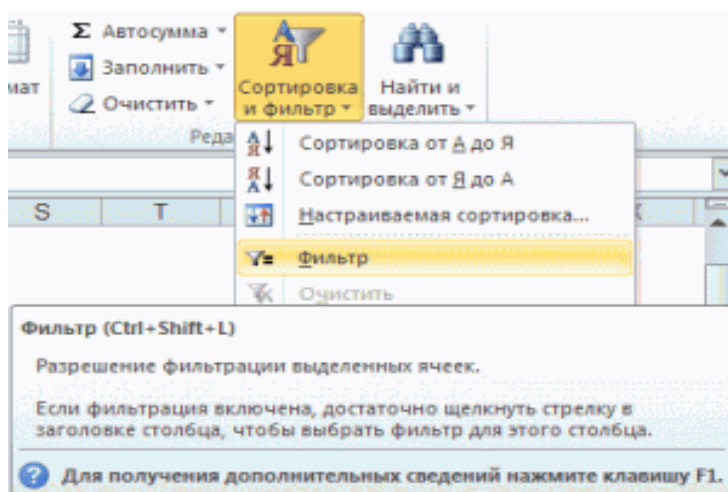 Σ Автосумма
Заполнить
Очистить
мат
Сортировка
и фильтр
Найти и
выделить
Реда
Сортировка от А до Я
Сортировка от Я до А
Настраиваемая сортировка...
S T
Фильтр
Очистить
Фильтр (Ctrl+Shift+L)
Разрешение фильтрации выделенных ячеек.
Если фильтрация включена, достаточно щелкнуть стрелку в
заголовке столбца, чтобы выбрать фильтр для этого столбца.
Для получения дополнительных сведений нажмите клавишу F1.